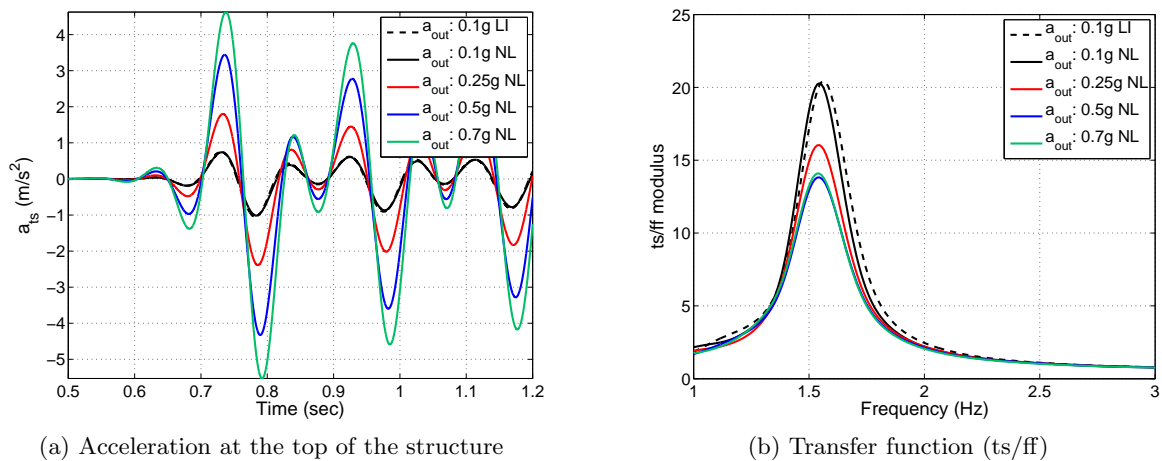 4
3
2
1
0
-1
-2
-3
-4
-5
a_ts (m/s²)
0.5 0.6 0.7 0.8 0.9 1 1.1 1.2
Time (sec)
a_out: 0.1g LI
a_out: 0.1g NL
a_out: 0.25g NL
a_out: 0.5g NL
a_out: 0.7g NL
(a) Acceleration at the top of the structure
25
20
15
10
5
0
ts/ff modulus
1 1.5 2 2.5 3
Frequency (Hz)
a_out: 0.1g LI
a_out: 0.1g NL
a_out: 0.25g NL
a_out: 0.5g NL
a_out: 0.7g NL
(b) Transfer function (ts/ff)